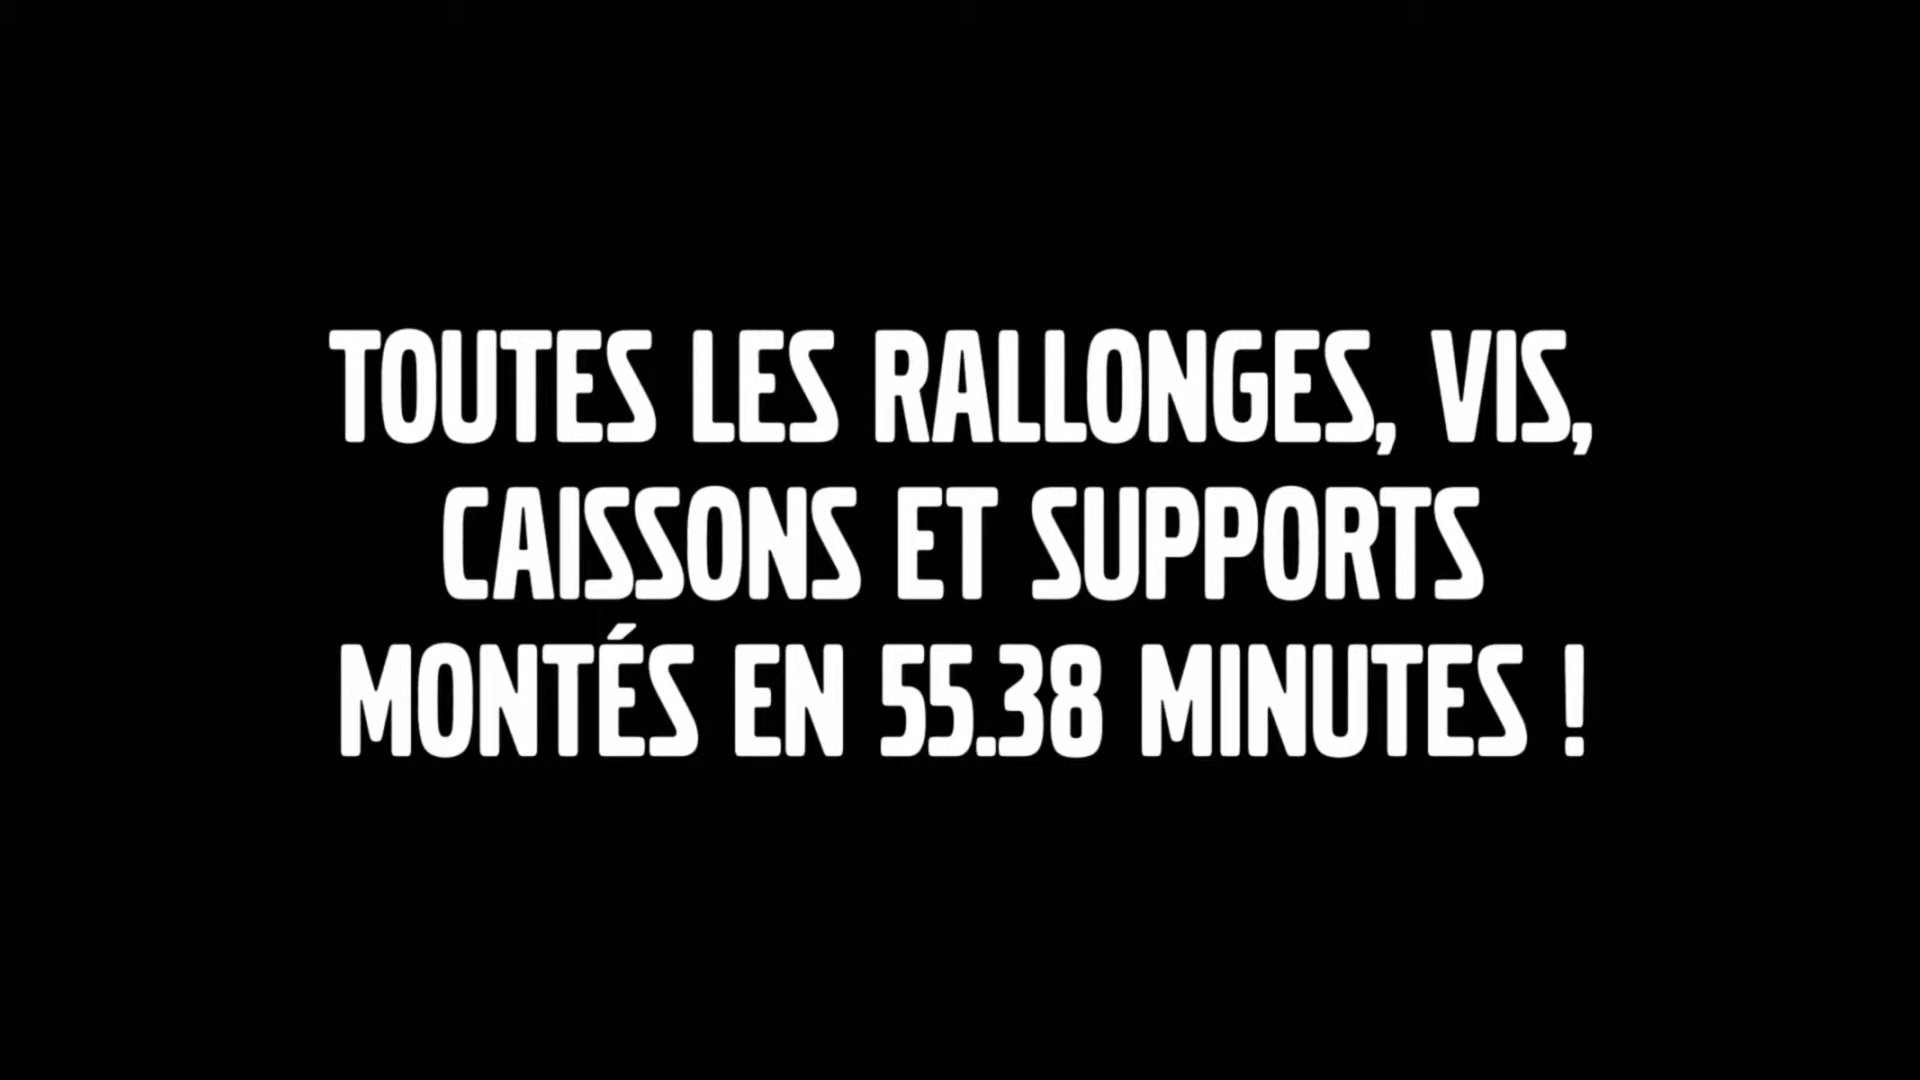 TOUTES LES RALLONGES, VIS,
CAISSONS ET SUPPORTS
MONTÉS EN 55.38 MINUTES !